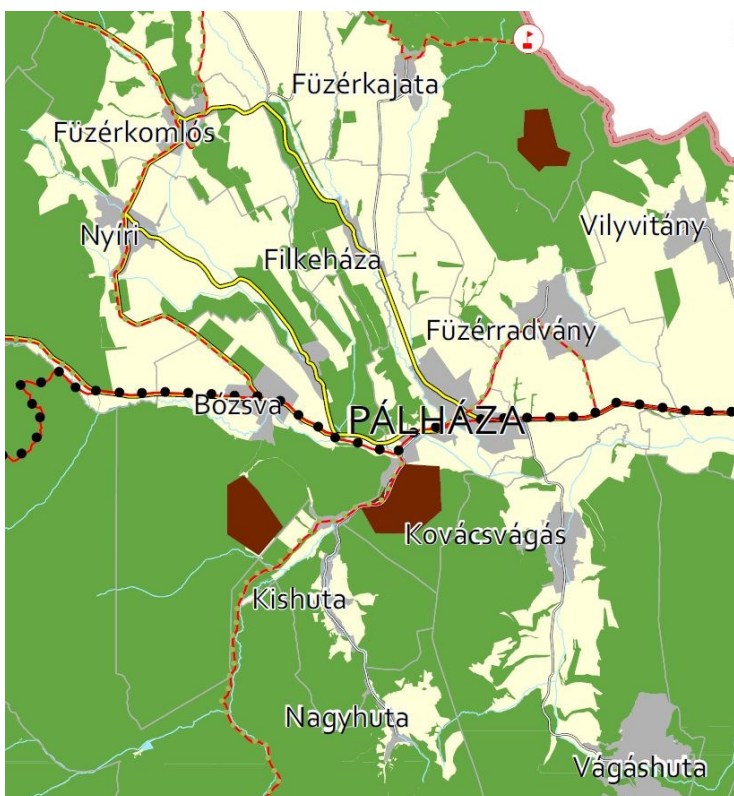 Füzérkajata
Füzérkomlós
Vilyvitány
Nyíri
Filkeháza
Füzérradvány
Bózsva
PÁLHÁZA
Kovácsvágás
Kishuta
Nagyhuta
Vágáshuta